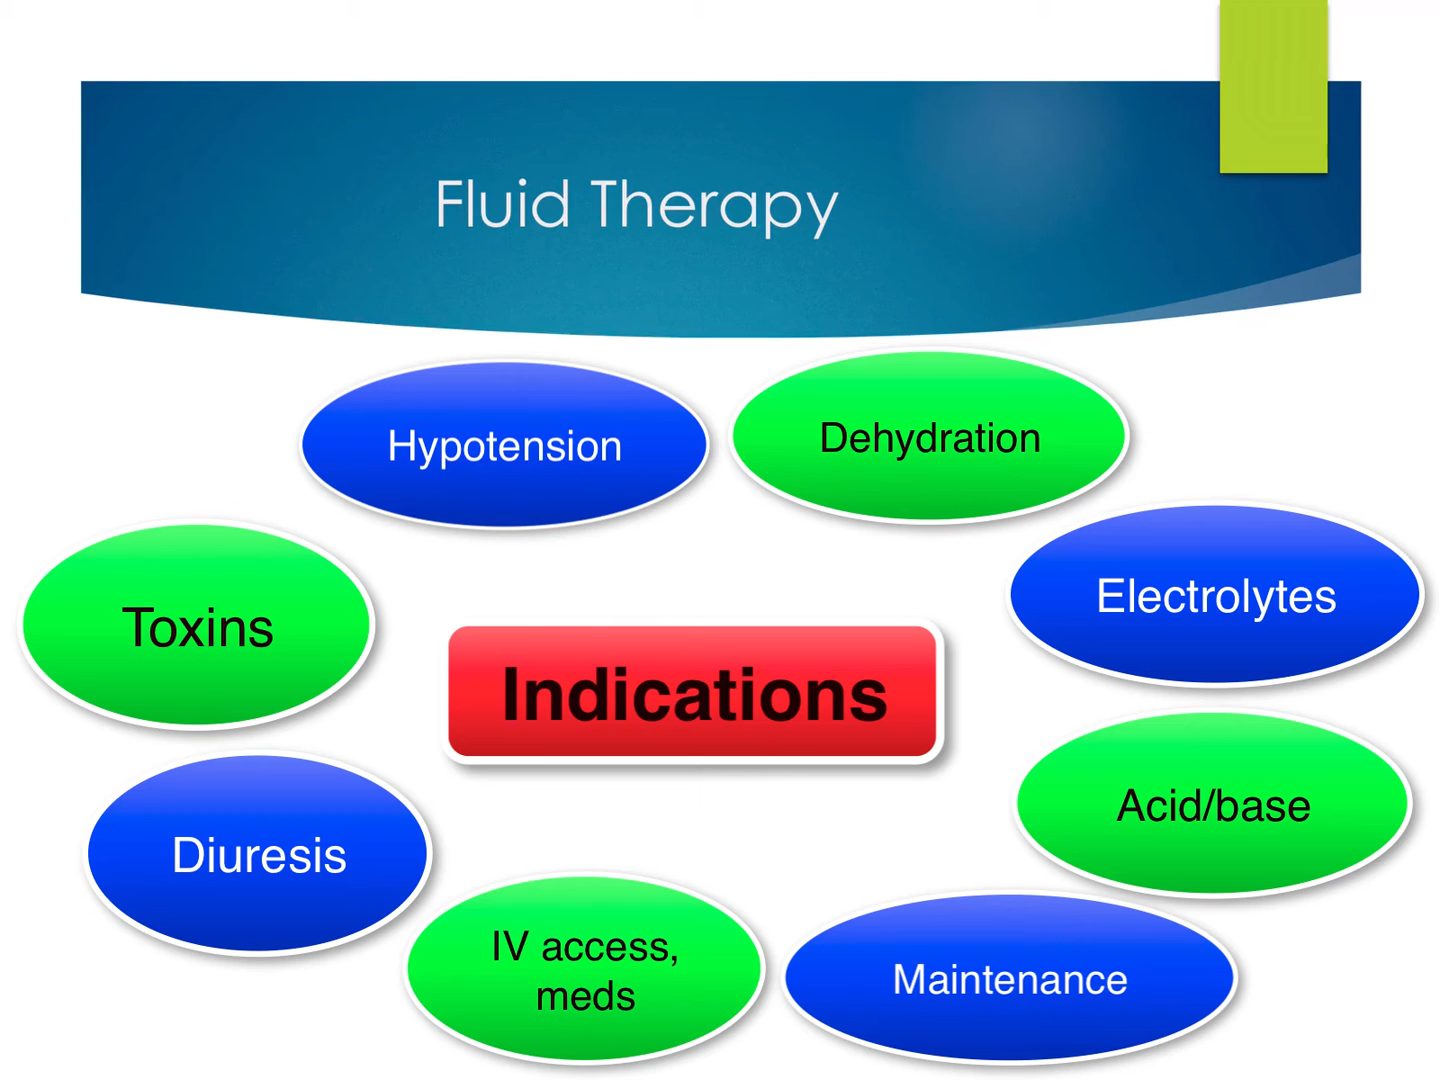 Fluid Therapy
Hypotension
Dehydration
Toxins
Electrolytes
Indications
Diuresis
Acid/base
IV access,
meds
Maintenance